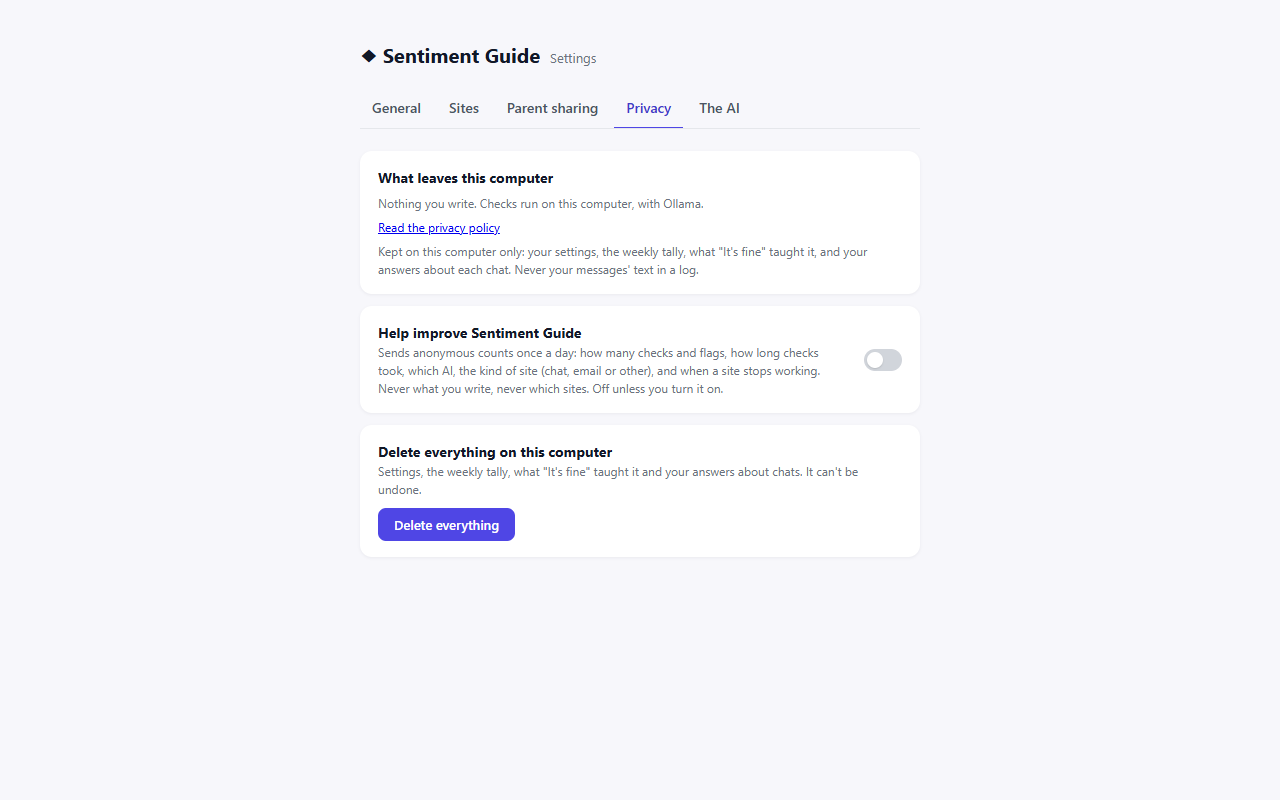 ◆ Sentiment Guide Settings
General Sites Parent sharing Privacy The AI
What leaves this computer
Nothing you write. Checks run on this computer, with Ollama.
Read the privacy policy
Kept on this computer only: your settings, the weekly tally, what "It's fine" taught it, and your
answers about each chat. Never your messages' text in a log.
Help improve Sentiment Guide
Sends anonymous counts once a day: how many checks and flags, how long checks
took, which AI, the kind of site (chat, email or other), and when a site stops working.
Never what you write, never which sites. Off unless you turn it on.
Delete everything on this computer
Settings, the weekly tally, what "It's fine" taught it and your answers about chats. It can't be
undone.
Delete everything